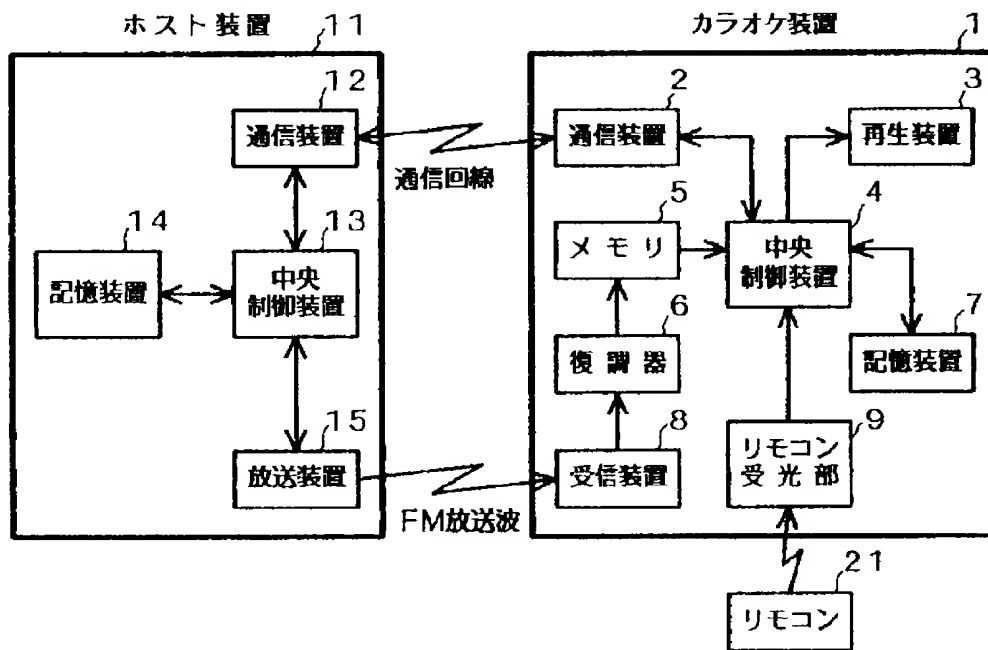 ホスト装置
11
12
通信装置
14
記憶装置
13
中央
制御装置
15
放送装置
通信回線
FM放送波
カラオケ装置
1
2
通信装置
3
再生装置
5
メモリ
4
中央
制御装置
6
復調器
7
記憶装置
8
受信装置
9
リモコン
受光部
21
リモコン